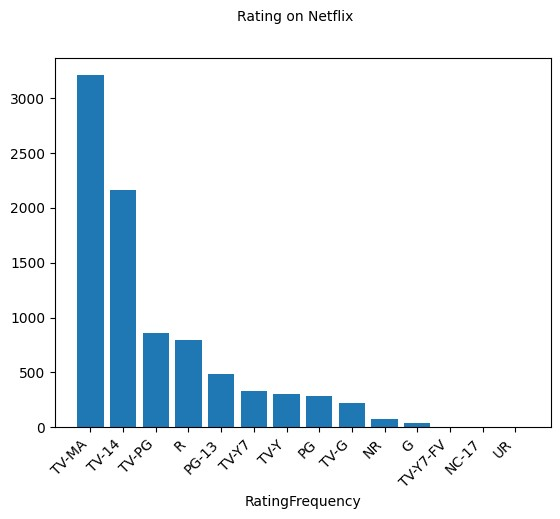 Rating on Netflix
3000
2500
2000
1500
1000
500
0
TV-MA
TV-14
TV-PG
R
PG-13
TV-Y7
TV-Y
PG
TV-G
NR
G
TV-Y7-FV
NC-17
UR
RatingFrequency